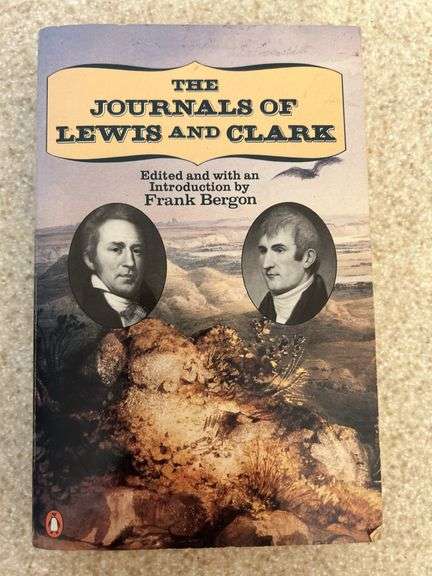 THE
JOURNALS OF
LEWIS AND CLARK
Edited and with an
Introduction by
Frank Bergon